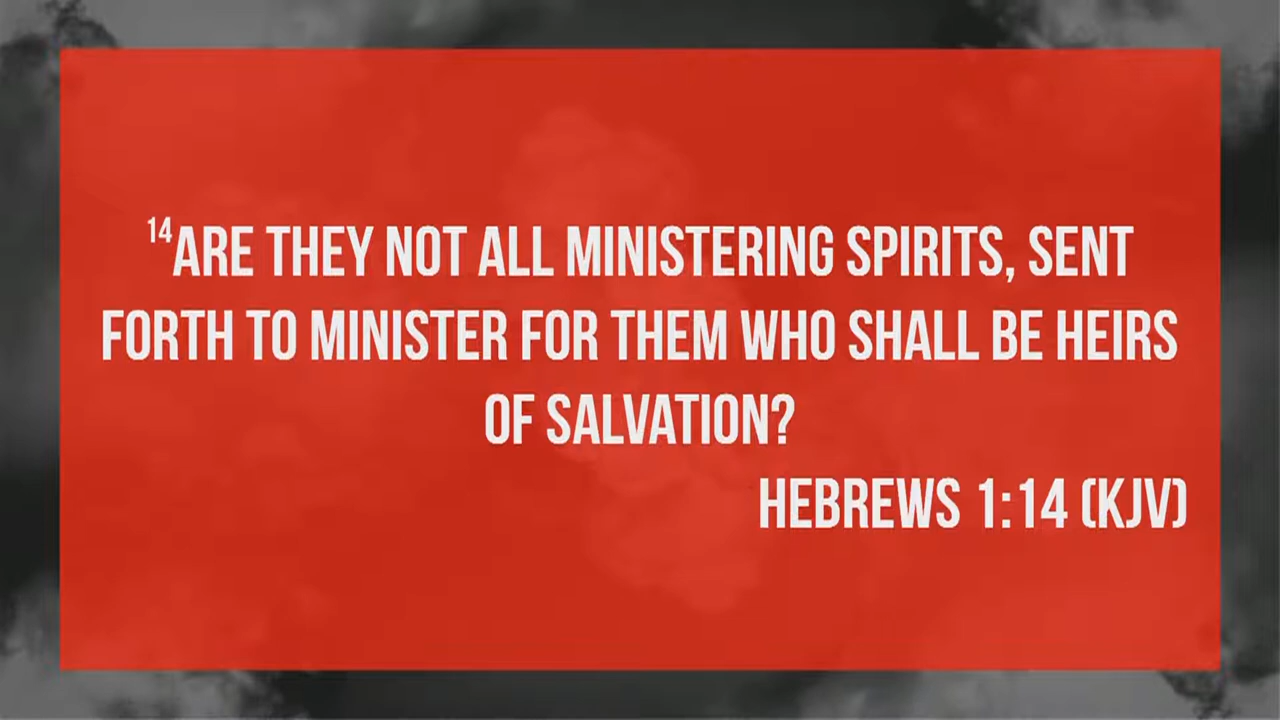 ¹⁴ARE THEY NOT ALL MINISTERING SPIRITS, SENT
FORTH TO MINISTER FOR THEM WHO SHALL BE HEIRS
OF SALVATION?
HEBREWS 1:14 (KJV)